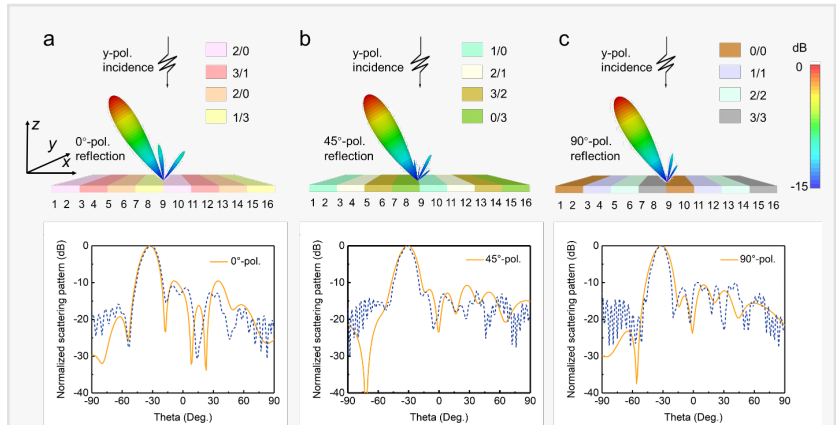 a
y-pol.
incidence
2/0
3/1
2/0
1/3
z
y
x
0°-pol.
reflection
1 2 3 4 5 6 7 8 9 10 11 12 13 14 15 16
b
y-pol.
incidence
1/0
2/1
3/2
0/3
45°-pol.
reflection
1 2 3 4 5 6 7 8 9 10 11 12 13 14 15 16
c
y-pol.
incidence
0/0
1/1
2/2
3/3
90°-pol.
reflection
1 2 3 4 5 6 7 8 9 10 11 12 13 14 15 16
dB
0
-15
Normalized scattering pattern (dB)
0
-10
-20
-30
-40
0°-pol.
-90 -60 -30 0 30 60 90
Theta (Deg.)
Normalized scattering pattern (dB)
0
-10
-20
-30
-40
45°-pol.
-90 -60 -30 0 30 60 90
Theta (Deg.)
Normalized scattering pattern (dB)
0
-10
-20
-30
-40
90°-pol.
-90 -60 -30 0 30 60 90
Theta (Deg.)